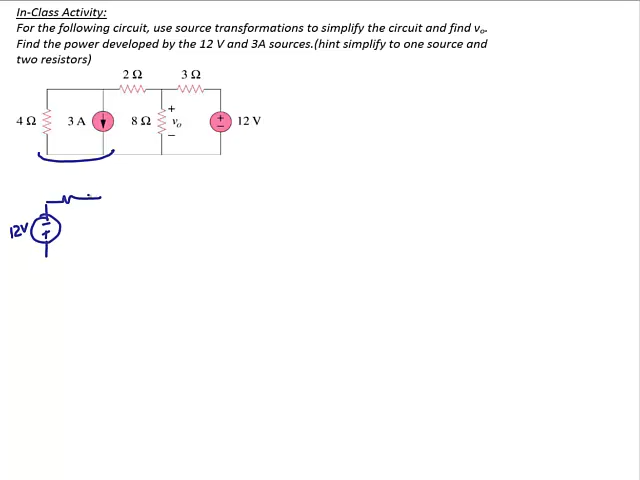 In-Class Activity:
For the following circuit, use source transformations to simplify the circuit and find vₒ.
Find the power developed by the 12 V and 3A sources.(hint simplify to one source and
two resistors)
2 Ω 3 Ω
4 Ω 3 A 8 Ω + vₒ − + − 12 V
12V − +